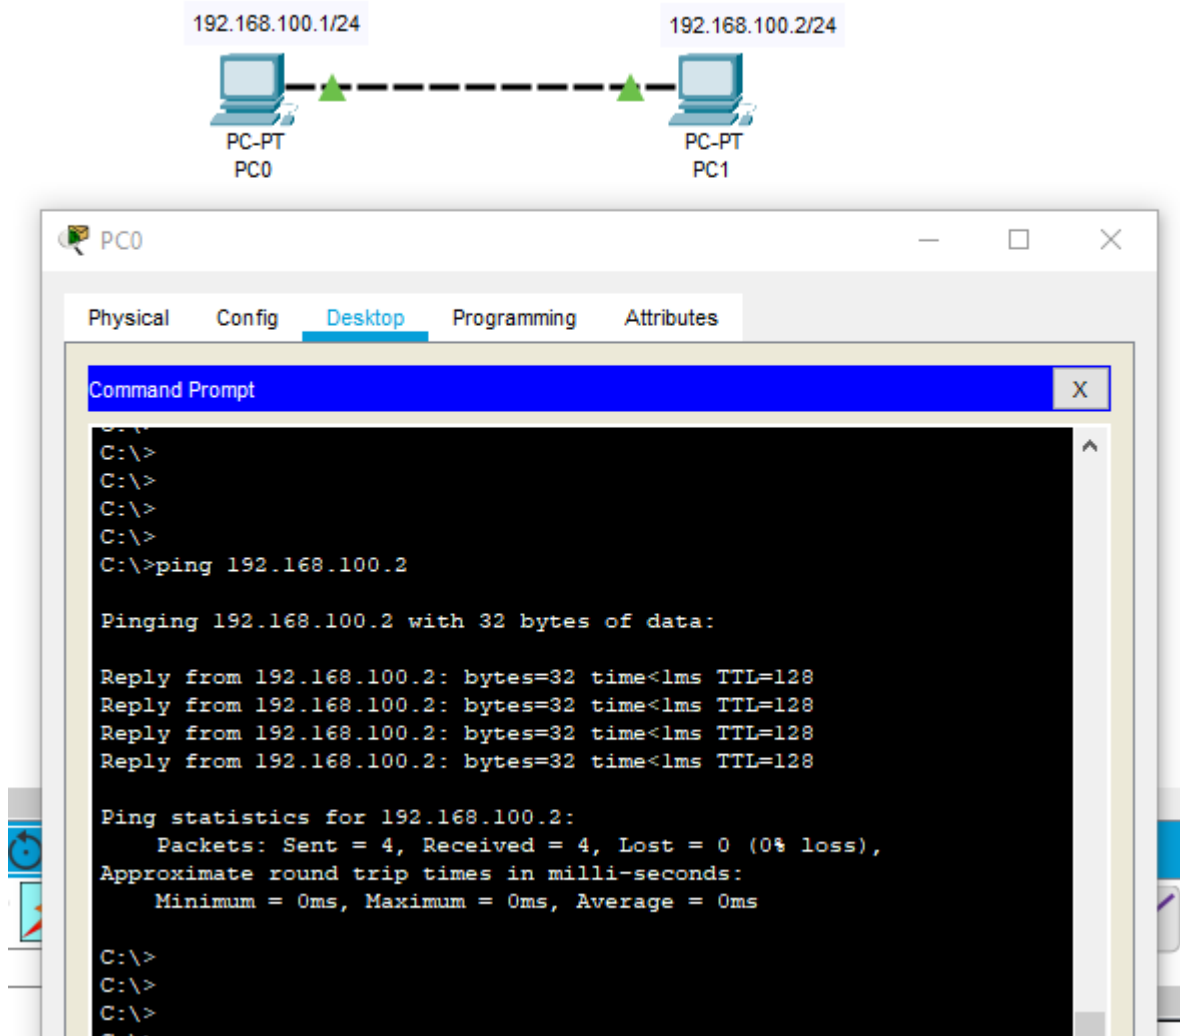 192.168.100.1/24
192.168.100.2/24
PC-PT
PC0
PC-PT
PC1
PC0
Physical Config Desktop Programming Attributes
Command Prompt
X
C:\>
C:\>
C:\>
C:\>
C:\>ping 192.168.100.2
Pinging 192.168.100.2 with 32 bytes of data:
Reply from 192.168.100.2: bytes=32 time<1ms TTL=128
Reply from 192.168.100.2: bytes=32 time<1ms TTL=128
Reply from 192.168.100.2: bytes=32 time<1ms TTL=128
Reply from 192.168.100.2: bytes=32 time<1ms TTL=128
Ping statistics for 192.168.100.2:
Packets: Sent = 4, Received = 4, Lost = 0 (0% loss),
Approximate round trip times in milli-seconds:
Minimum = 0ms, Maximum = 0ms, Average = 0ms
C:\>
C:\>
C:\>